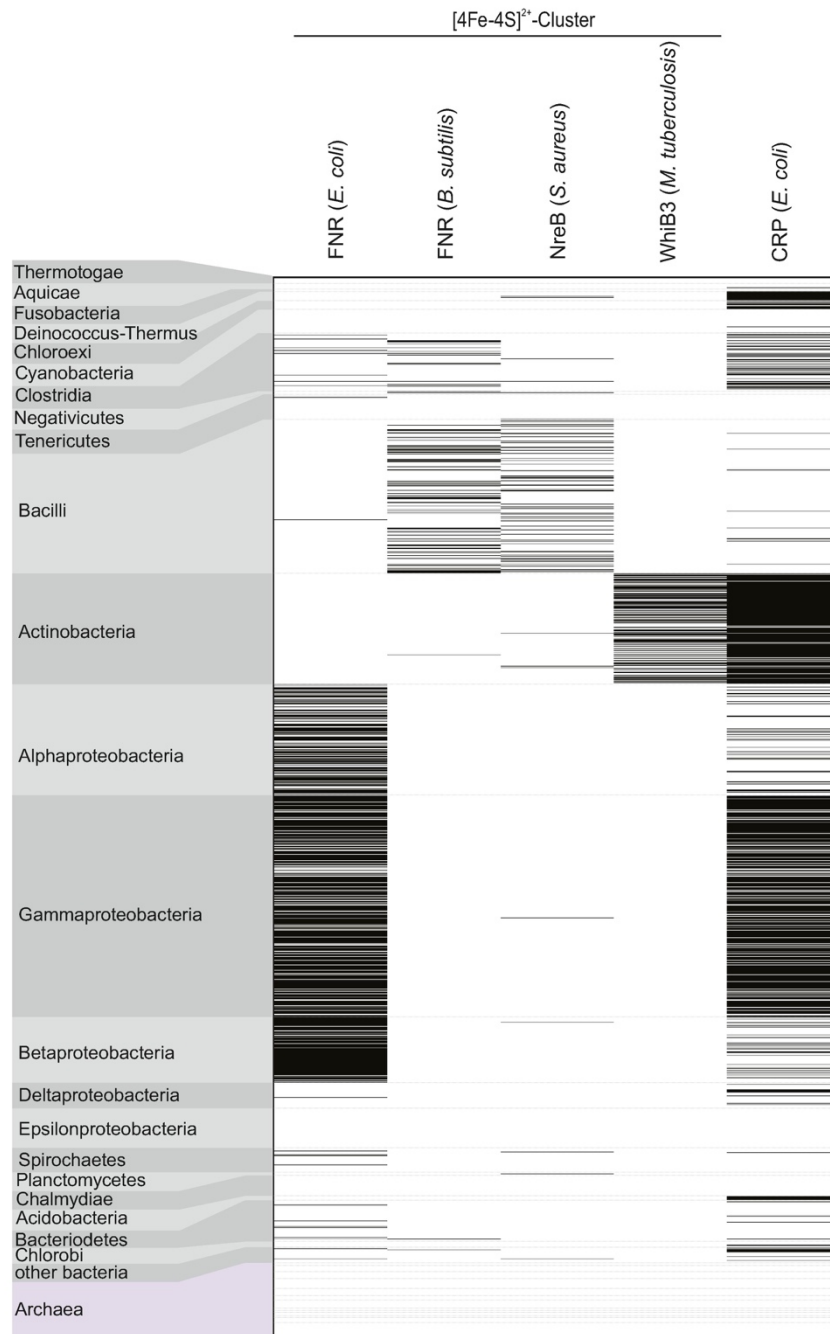 [4Fe-4S]²⁺-Cluster
FNR (E. coli)
FNR (B. subtilis)
NreB (S. aureus)
WhiB3 (M. tuberculosis)
CRP (E. coli)
Thermotogae
Aquicae
Fusobacteria
Deinococcus-Thermus
Chloroexi
Cyanobacteria
Clostridia
Negativicutes
Tenericutes
Bacilli
Actinobacteria
Alphaproteobacteria
Gammaproteobacteria
Betaproteobacteria
Deltaproteobacteria
Epsilonproteobacteria
Spirochaetes
Planctomycetes
Chalmydiae
Acidobacteria
Bacteriodetes
Chlorobi
other bacteria
Archaea